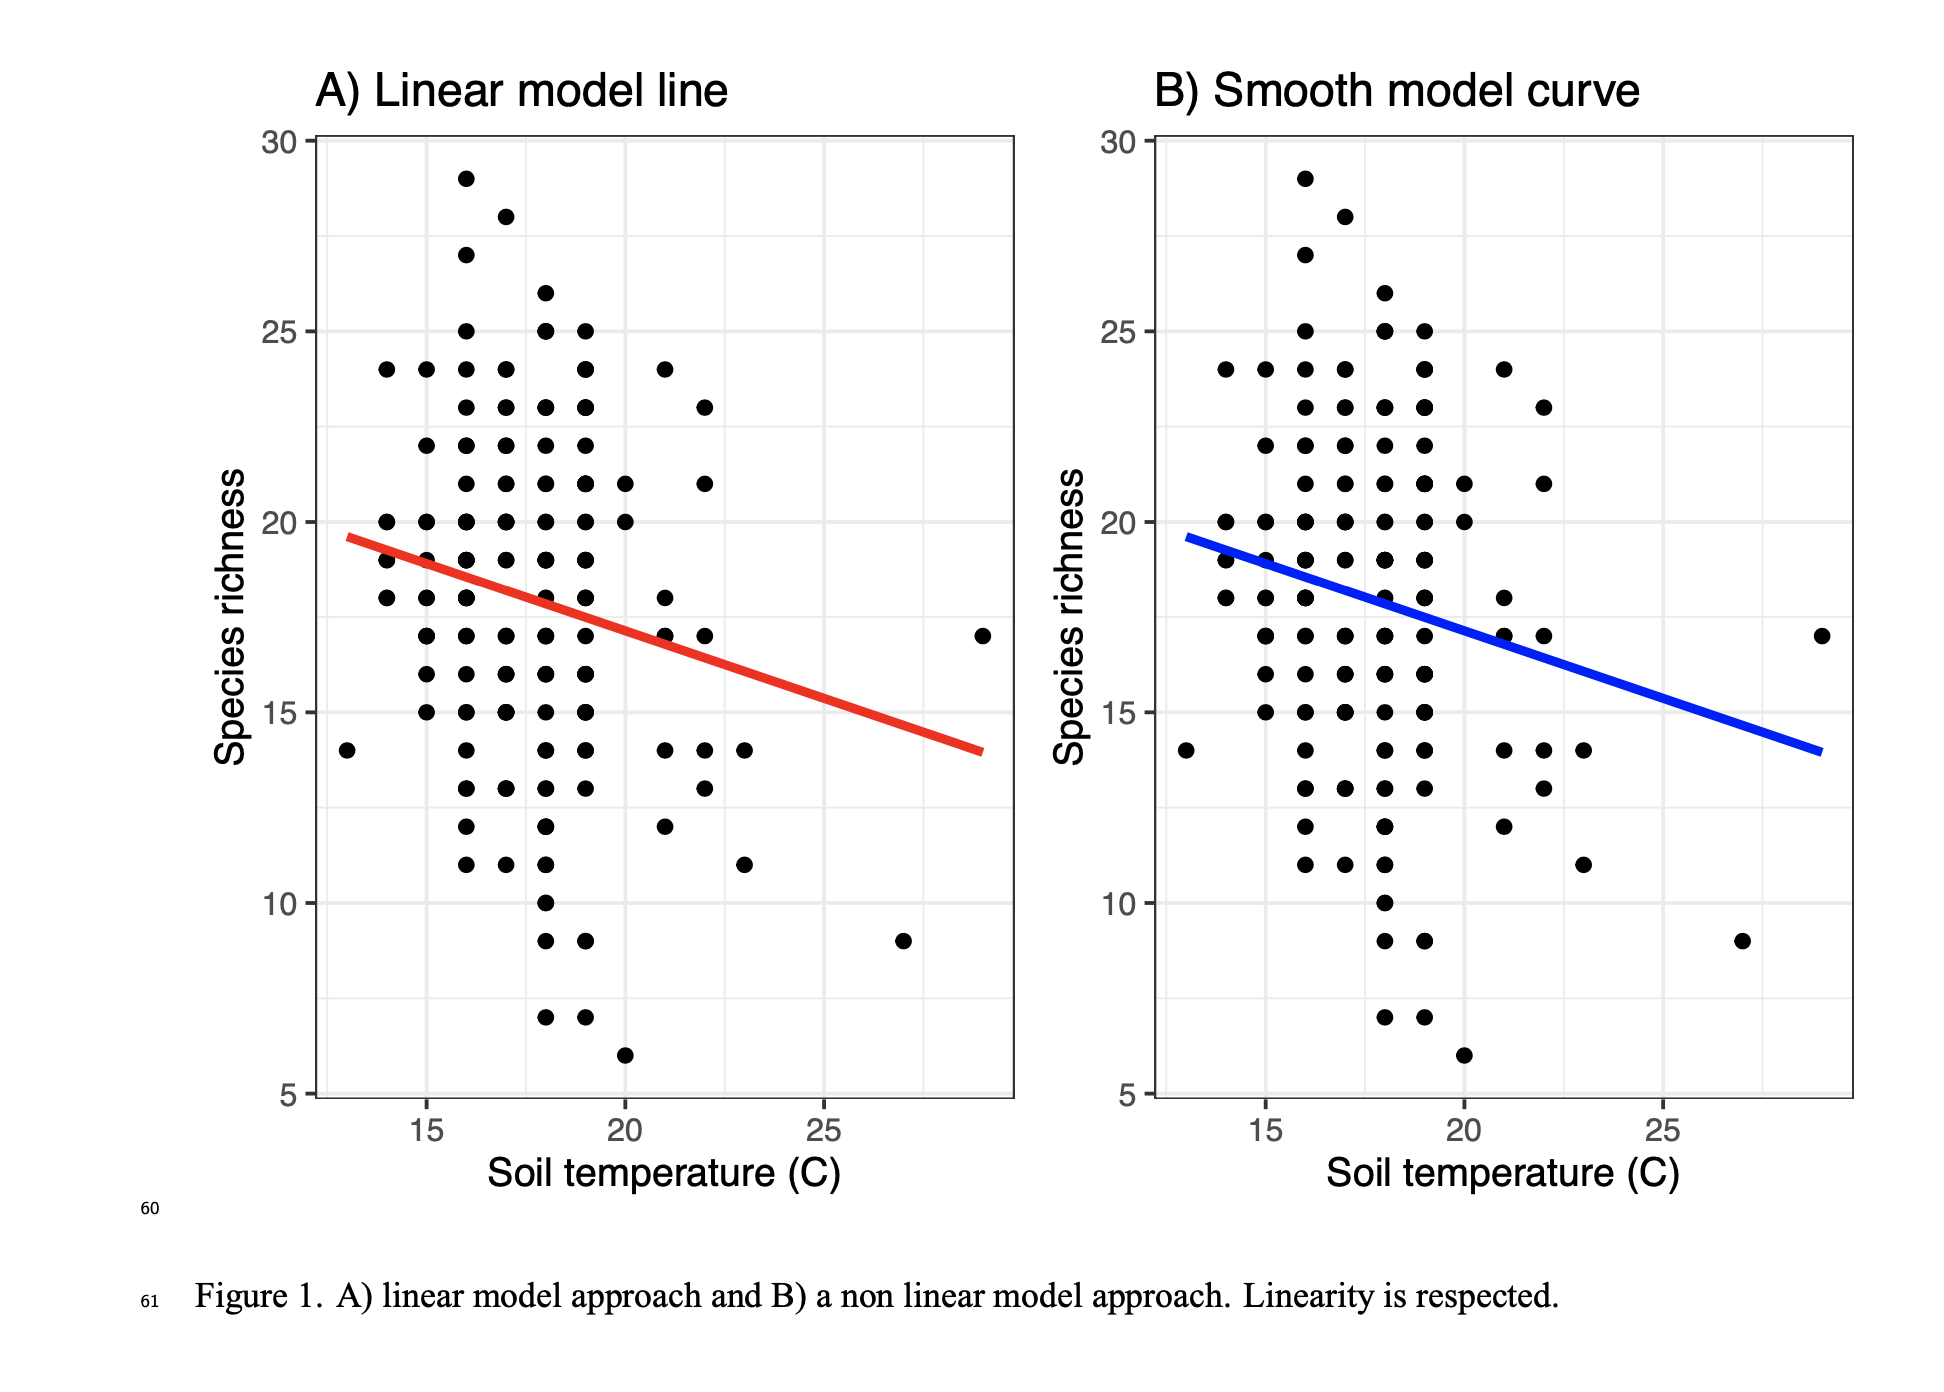 A) Linear model line
B) Smooth model curve
30
25
20
15
10
5
Species richness
15 20 25
Soil temperature (C)
30
25
20
15
10
5
Species richness
15 20 25
Soil temperature (C)
60
61 Figure 1. A) linear model approach and B) a non linear model approach. Linearity is respected.